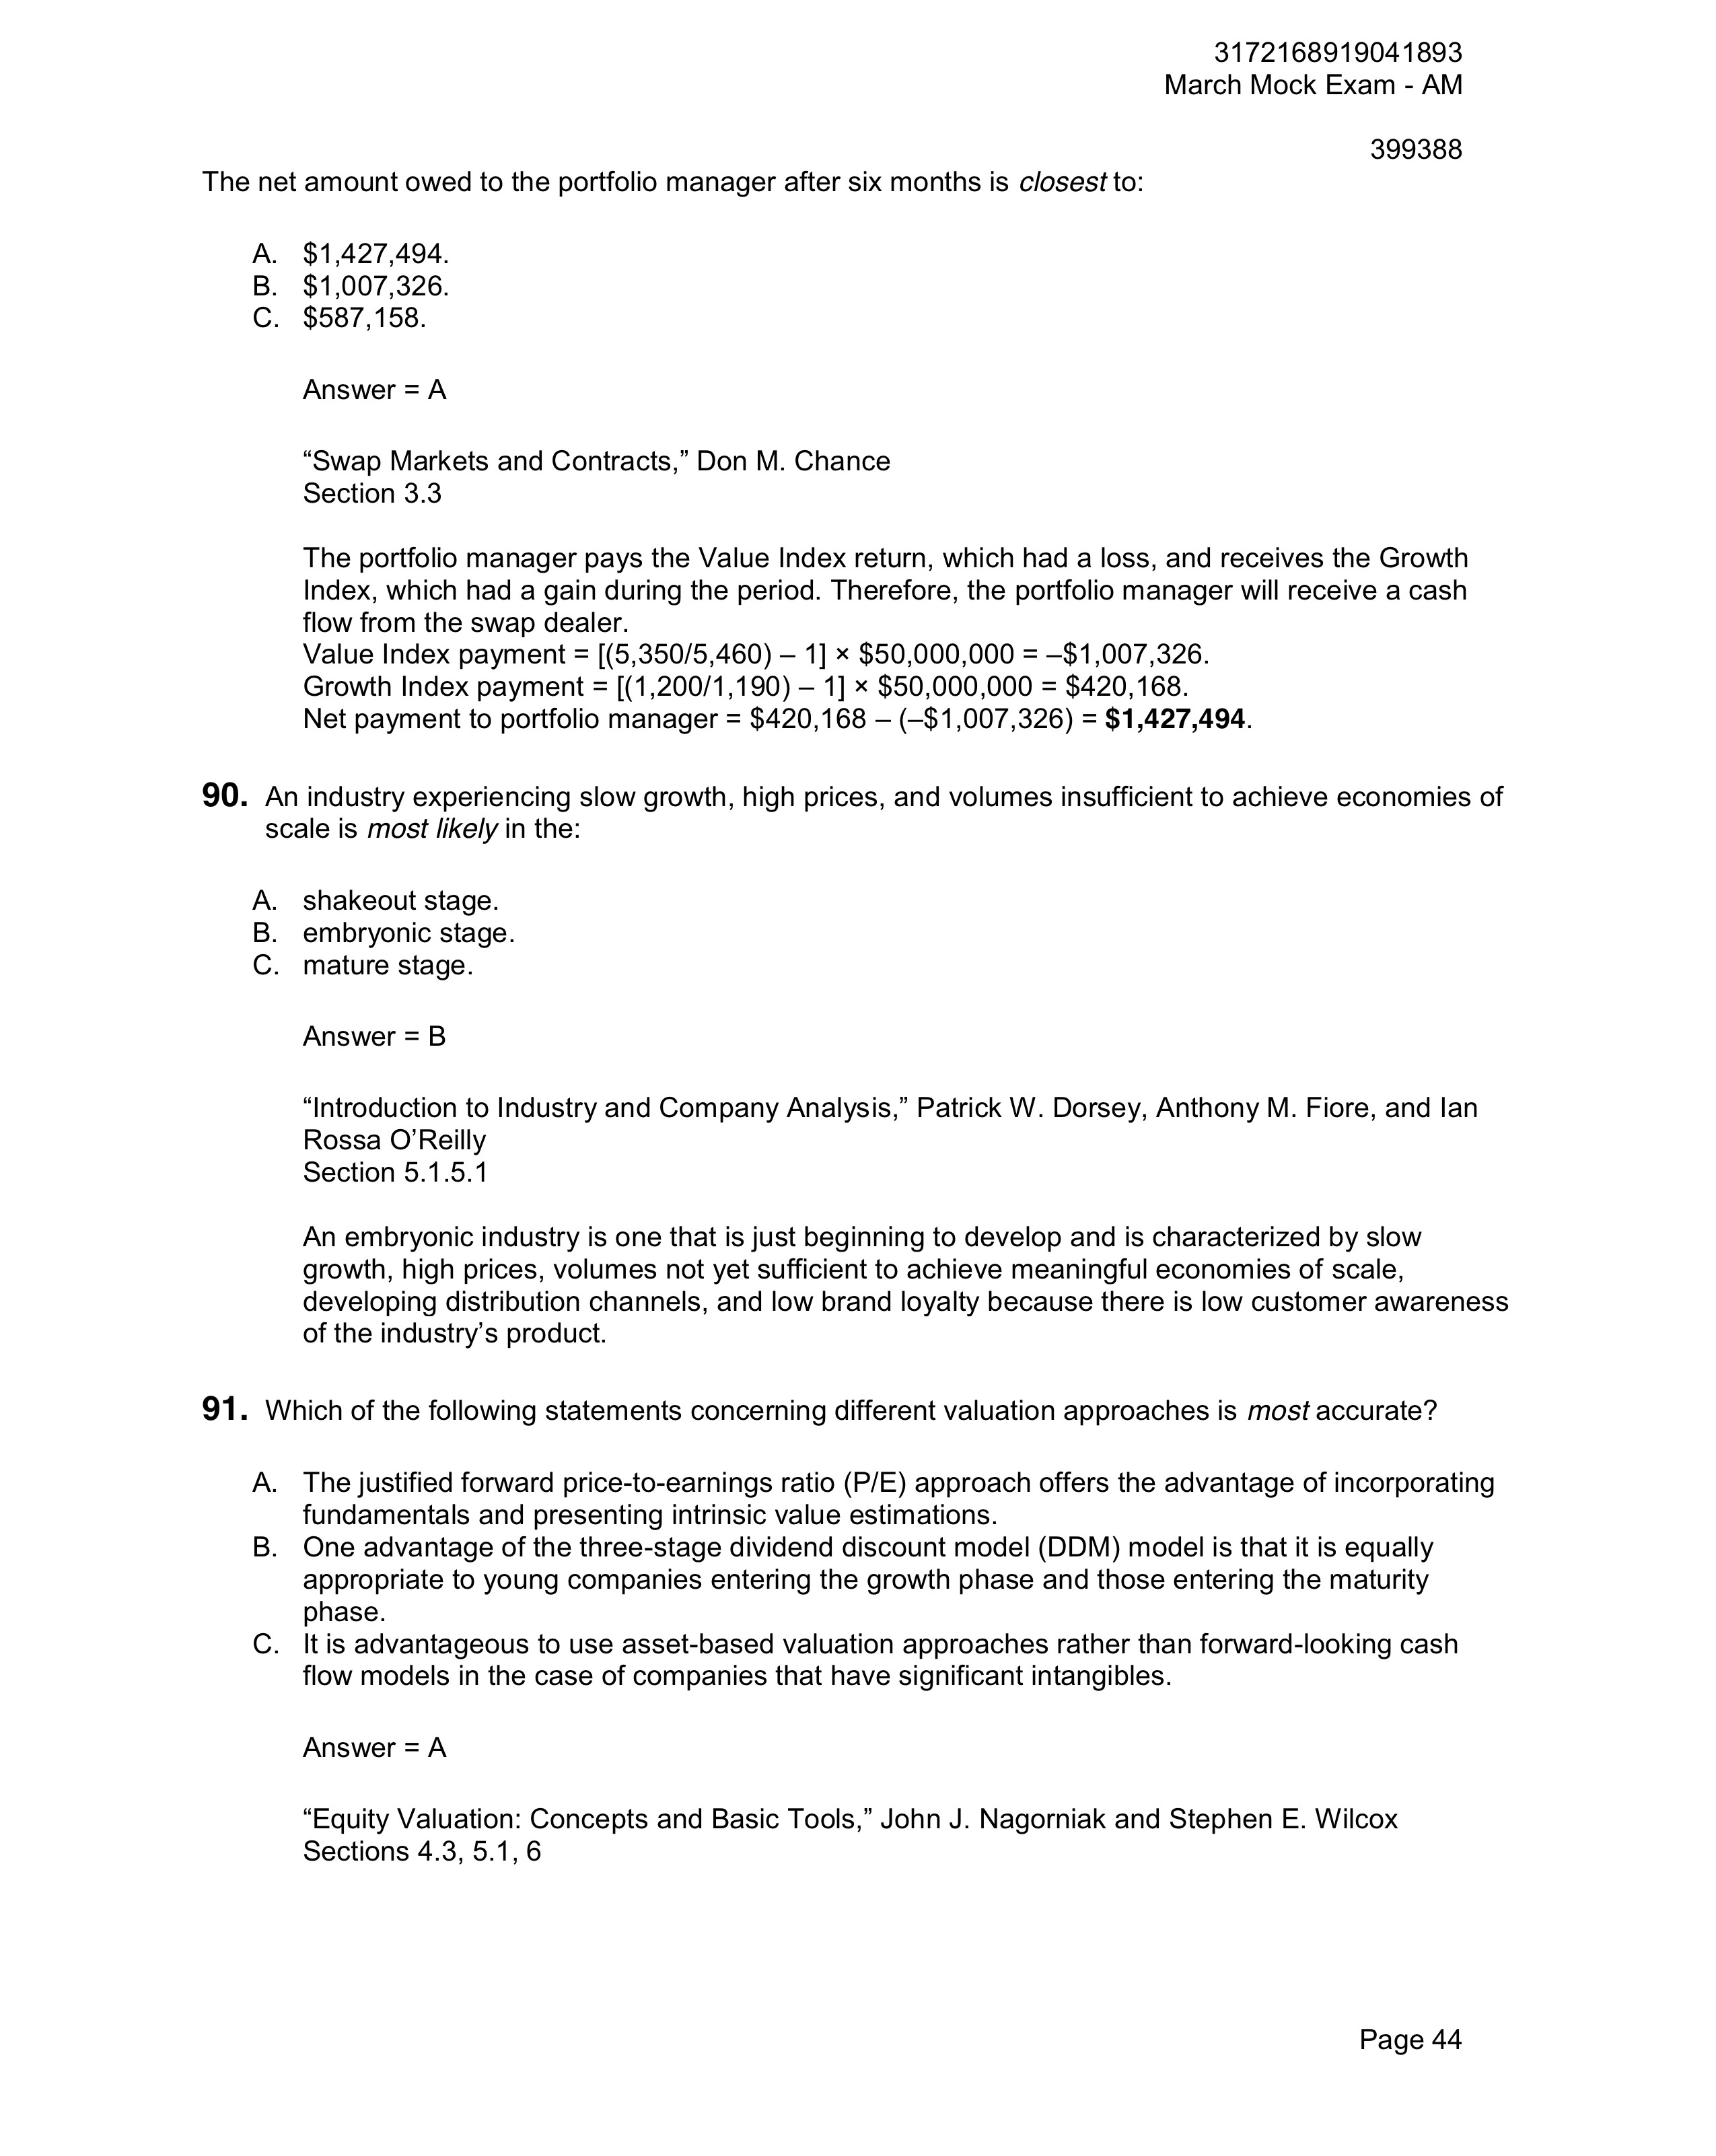 3172168919041893
March Mock Exam - AM
399388
The net amount owed to the portfolio manager after six months is closest to:
A. $1,427,494.
B. $1,007,326.
C. $587,158.
Answer = A
“Swap Markets and Contracts,” Don M. Chance
Section 3.3
The portfolio manager pays the Value Index return, which had a loss, and receives the Growth
Index, which had a gain during the period. Therefore, the portfolio manager will receive a cash
flow from the swap dealer.
Value Index payment = [(5,350/5,460) – 1] × $50,000,000 = –$1,007,326.
Growth Index payment = [(1,200/1,190) – 1] × $50,000,000 = $420,168.
Net payment to portfolio manager = $420,168 – (–$1,007,326) = $1,427,494.
90. An industry experiencing slow growth, high prices, and volumes insufficient to achieve economies of
scale is most likely in the:
A. shakeout stage.
B. embryonic stage.
C. mature stage.
Answer = B
“Introduction to Industry and Company Analysis,” Patrick W. Dorsey, Anthony M. Fiore, and Ian
Rossa O’Reilly
Section 5.1.5.1
An embryonic industry is one that is just beginning to develop and is characterized by slow
growth, high prices, volumes not yet sufficient to achieve meaningful economies of scale,
developing distribution channels, and low brand loyalty because there is low customer awareness
of the industry’s product.
91. Which of the following statements concerning different valuation approaches is most accurate?
A. The justified forward price-to-earnings ratio (P/E) approach offers the advantage of incorporating
fundamentals and presenting intrinsic value estimations.
B. One advantage of the three-stage dividend discount model (DDM) model is that it is equally
appropriate to young companies entering the growth phase and those entering the maturity
phase.
C. It is advantageous to use asset-based valuation approaches rather than forward-looking cash
flow models in the case of companies that have significant intangibles.
Answer = A
“Equity Valuation: Concepts and Basic Tools,” John J. Nagorniak and Stephen E. Wilcox
Sections 4.3, 5.1, 6
Page 44